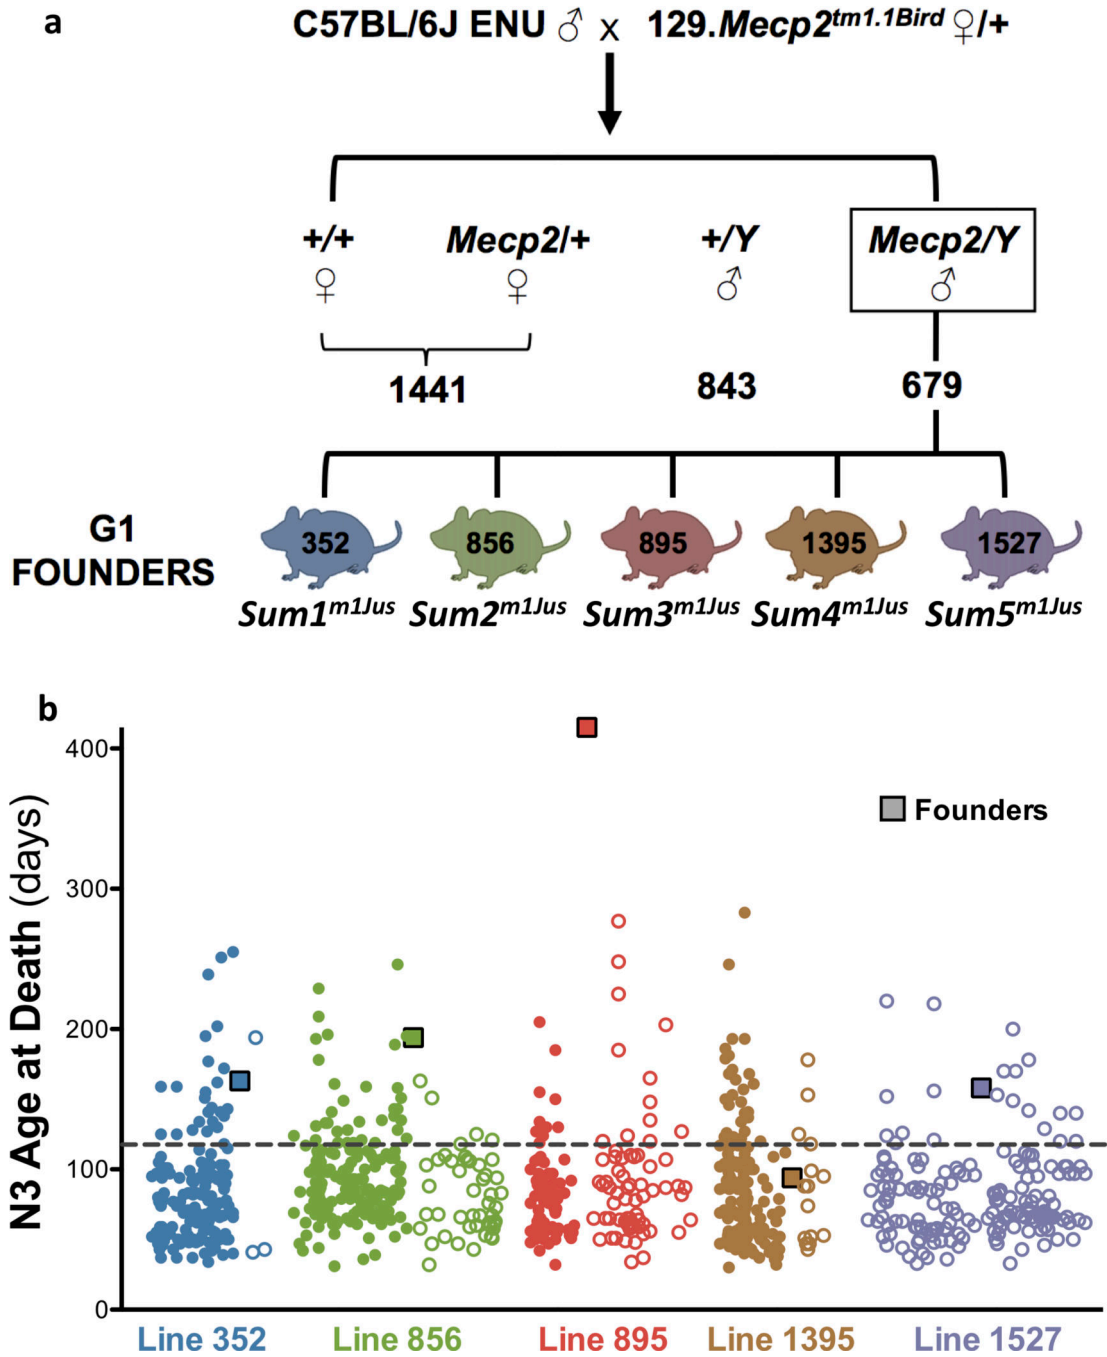 a
C57BL/6J ENU ♂ x 129.Mecp2tm1.1Bird ♀/+
+/+ Mecp2/+ +/Y Mecp2/Y
♀ ♀ ♂ ♂
1441 843 679
G1
FOUNDERS
352 856 895 1395 1527
Sum1m1Jus Sum2m1Jus Sum3m1Jus Sum4m1Jus Sum5m1Jus
b
N3 Age at Death (days)
400
300
200
100
0
Founders
Line 352 Line 856 Line 895 Line 1395 Line 1527